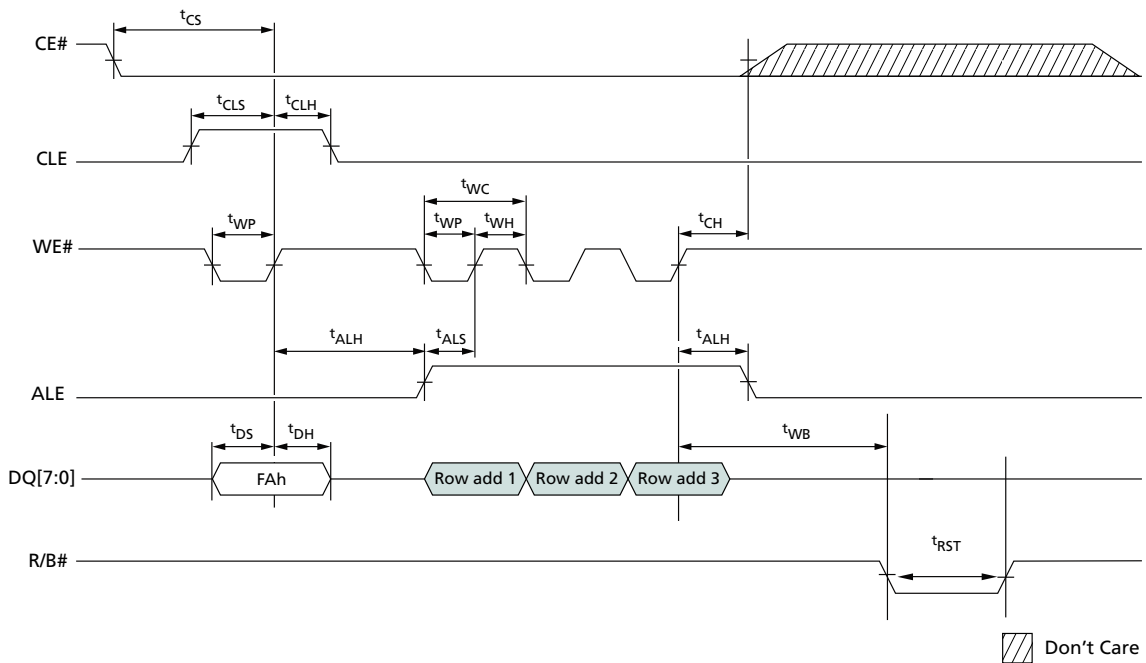 tCS
CE#
tCLS tCLH
CLE
tWC
tWP tWP tWH tCH
WE#
tALH tALS tALH
ALE
tDS tDH tWB
DQ[7:0] FAh Row add 1 Row add 2 Row add 3
tRST
R/B#
Don't Care